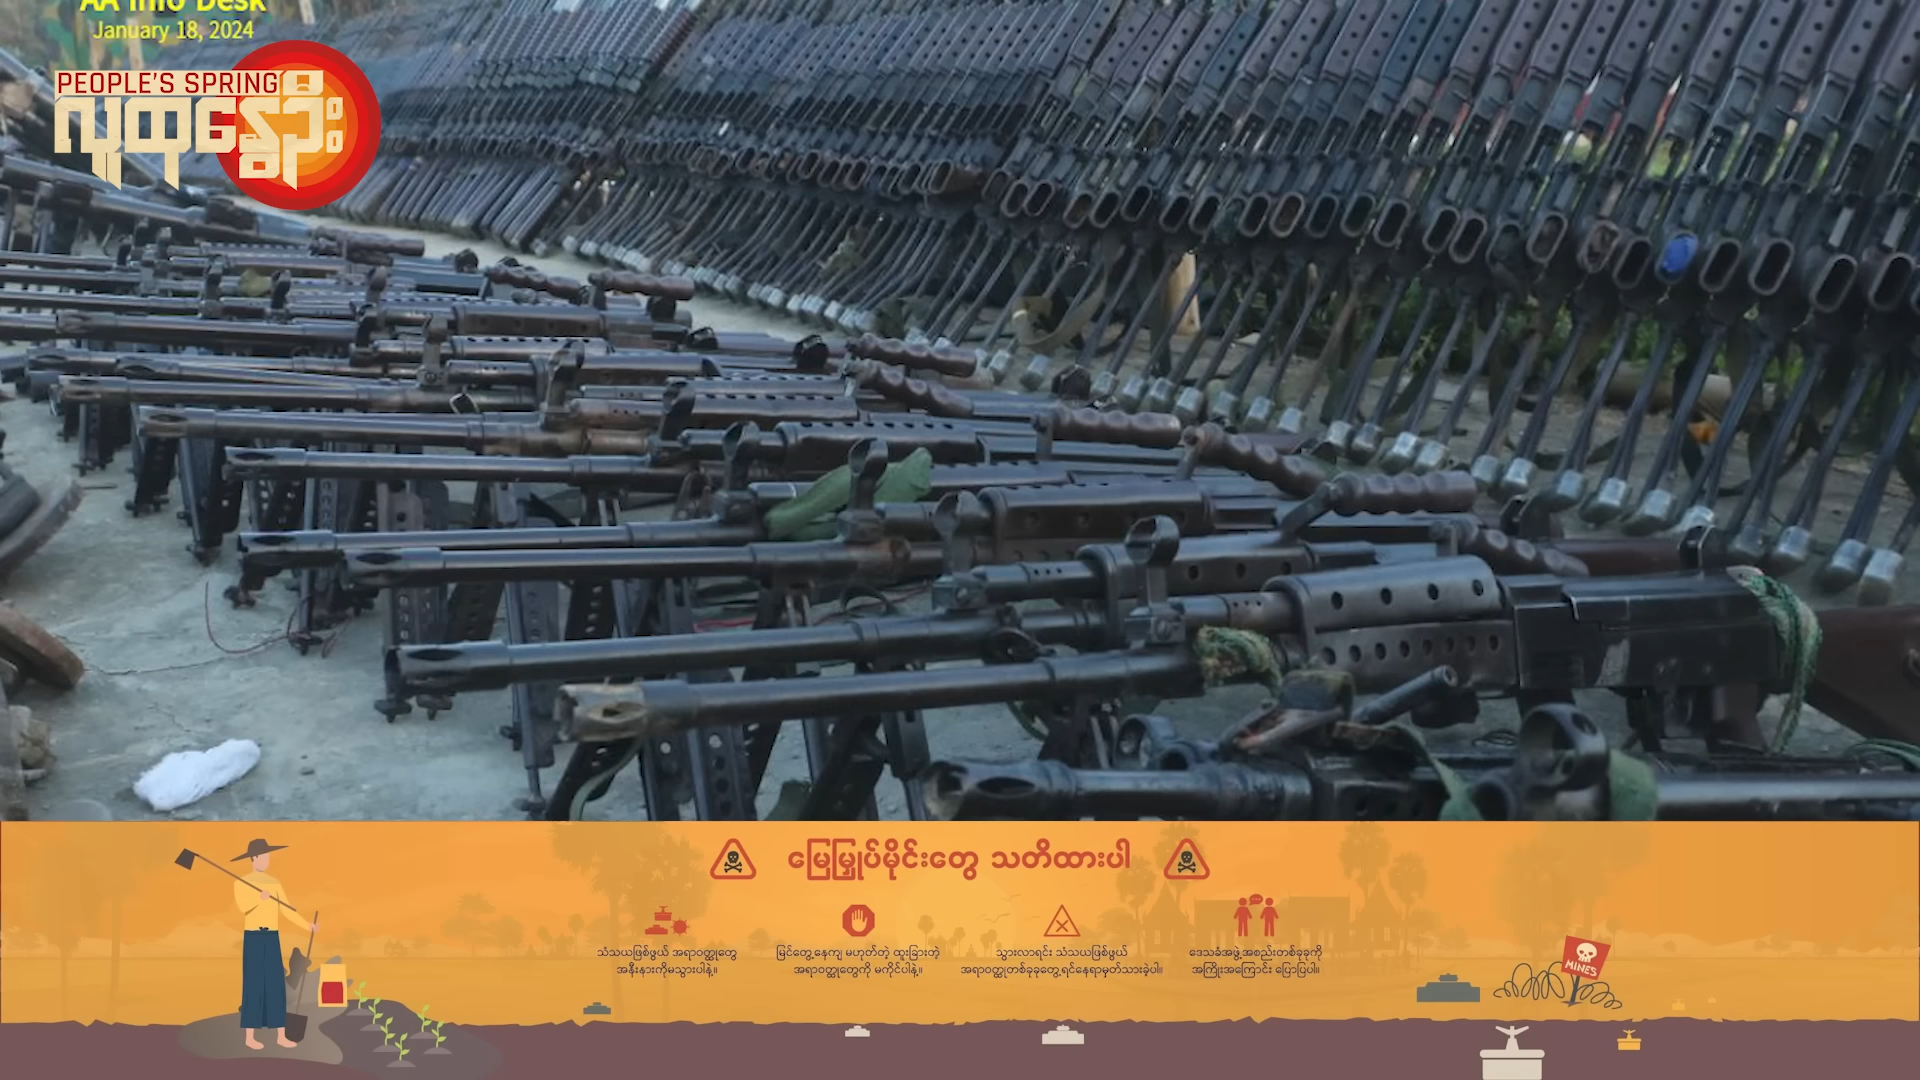 AA Info Desk
January 18, 2024
PEOPLE'S SPRING
လူထုနွေဦး
မြေမြှုပ်မိုင်းတွေ သတိထားပါ
သံသယဖြစ်ဖွယ် အရာဝတ္ထုတွေ
အနီးနားကိုမသွားပါနဲ့။
မြင်တွေ့နေကျ မဟုတ်တဲ့ ထူးခြားတဲ့
အရာဝတ္ထုတွေကို မကိုင်ပါနဲ့။
သွားလာရင်း သံသယဖြစ်ဖွယ်
အရာဝတ္ထုတစ်ခုခုတွေ့ရင်နေရာမှတ်သားခဲ့ပါ။
ဒေသခံအဖွဲ့အစည်းတစ်ခုခုကို
အကြိုးအကြောင်း ပြောပြပါ။
MINES